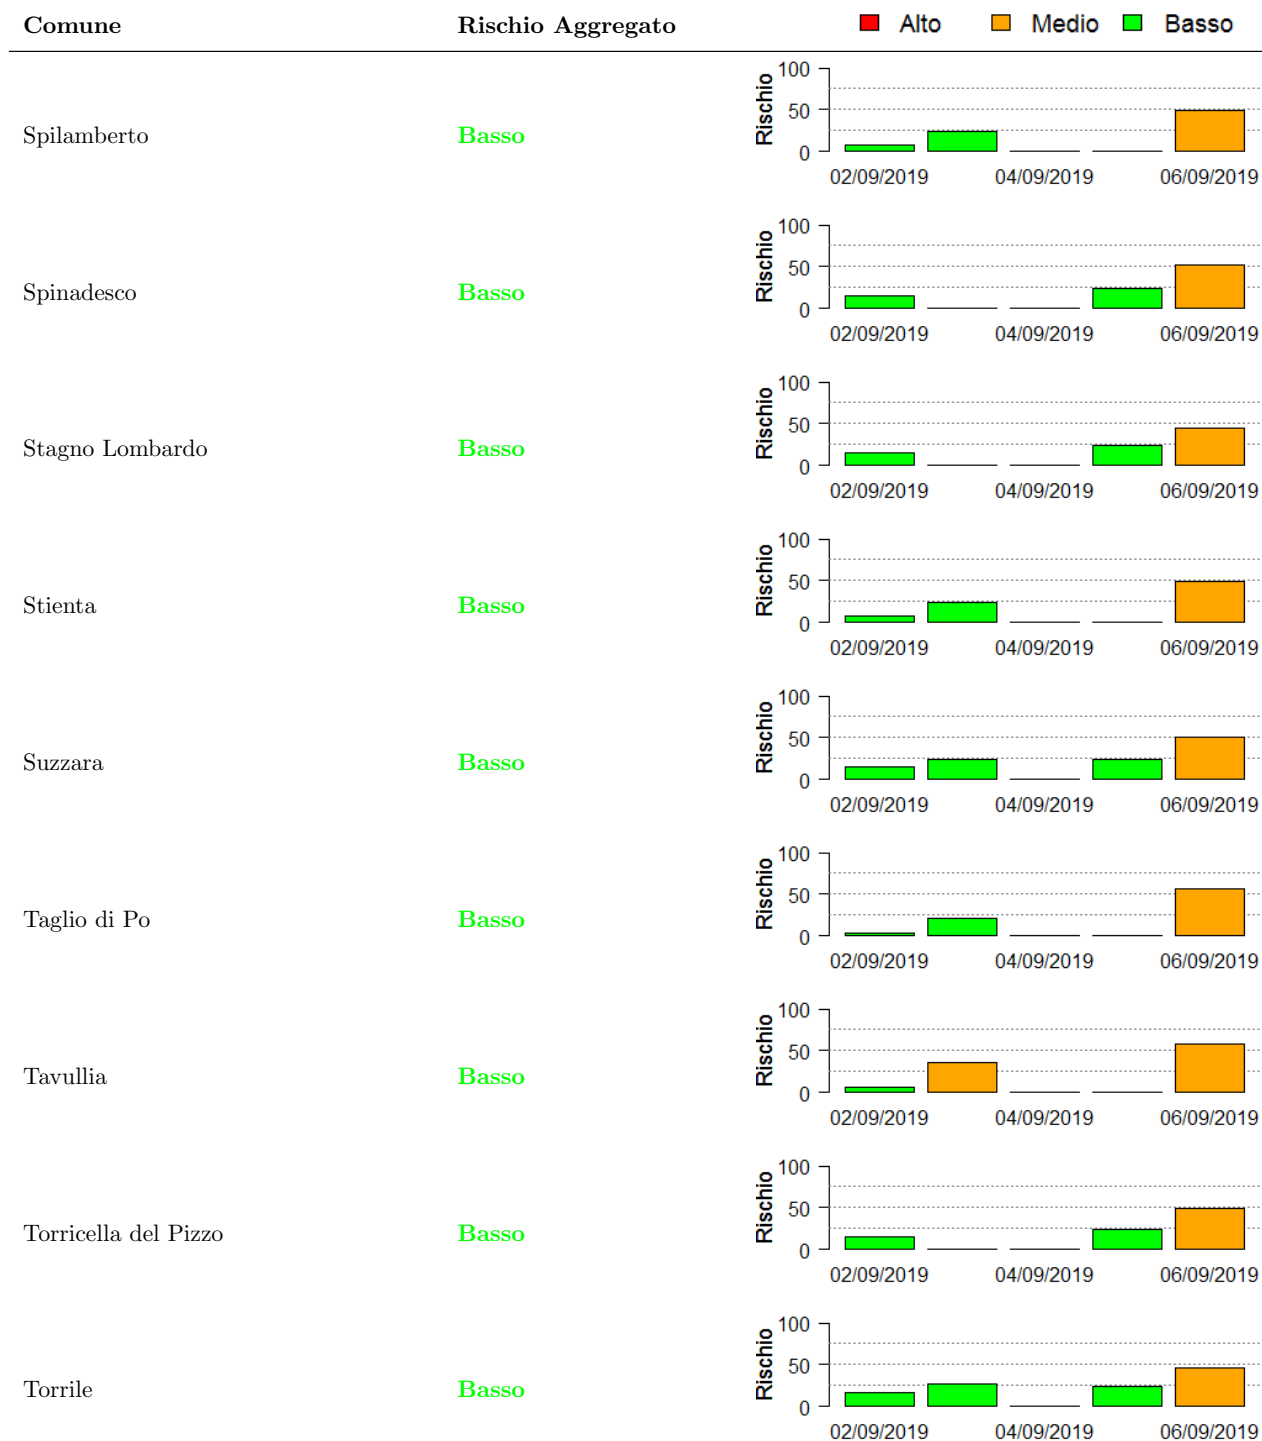 Comune Rischio Aggregato Alto Medio Basso
Spilamberto Basso Rischio 100 50 0
02/09/2019 04/09/2019 06/09/2019
Spinadesco Basso Rischio 100 50 0
02/09/2019 04/09/2019 06/09/2019
Stagno Lombardo Basso Rischio 100 50 0
02/09/2019 04/09/2019 06/09/2019
Stienta Basso Rischio 100 50 0
02/09/2019 04/09/2019 06/09/2019
Suzzara Basso Rischio 100 50 0
02/09/2019 04/09/2019 06/09/2019
Taglio di Po Basso Rischio 100 50 0
02/09/2019 04/09/2019 06/09/2019
Tavullia Basso Rischio 100 50 0
02/09/2019 04/09/2019 06/09/2019
Torricella del Pizzo Basso Rischio 100 50 0
02/09/2019 04/09/2019 06/09/2019
Torrile Basso Rischio 100 50 0
02/09/2019 04/09/2019 06/09/2019